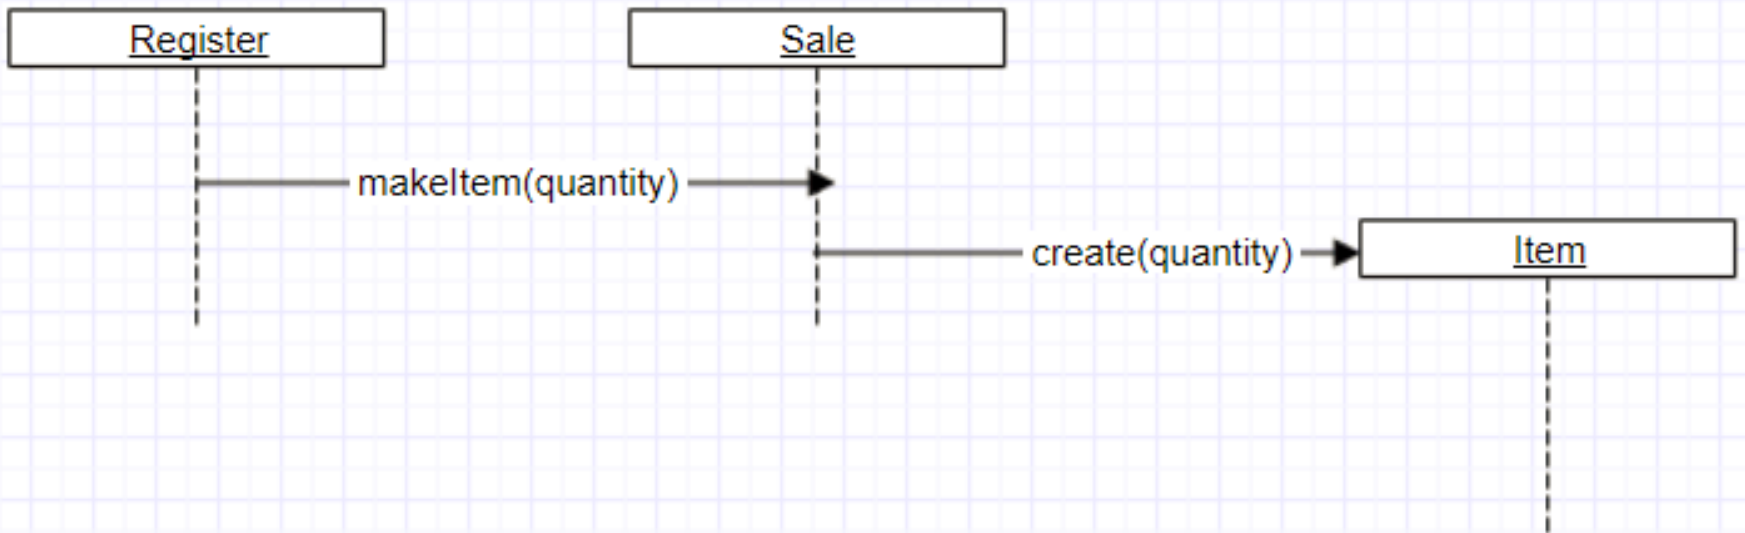 Register
Sale
makeItem(quantity)
create(quantity)
Item